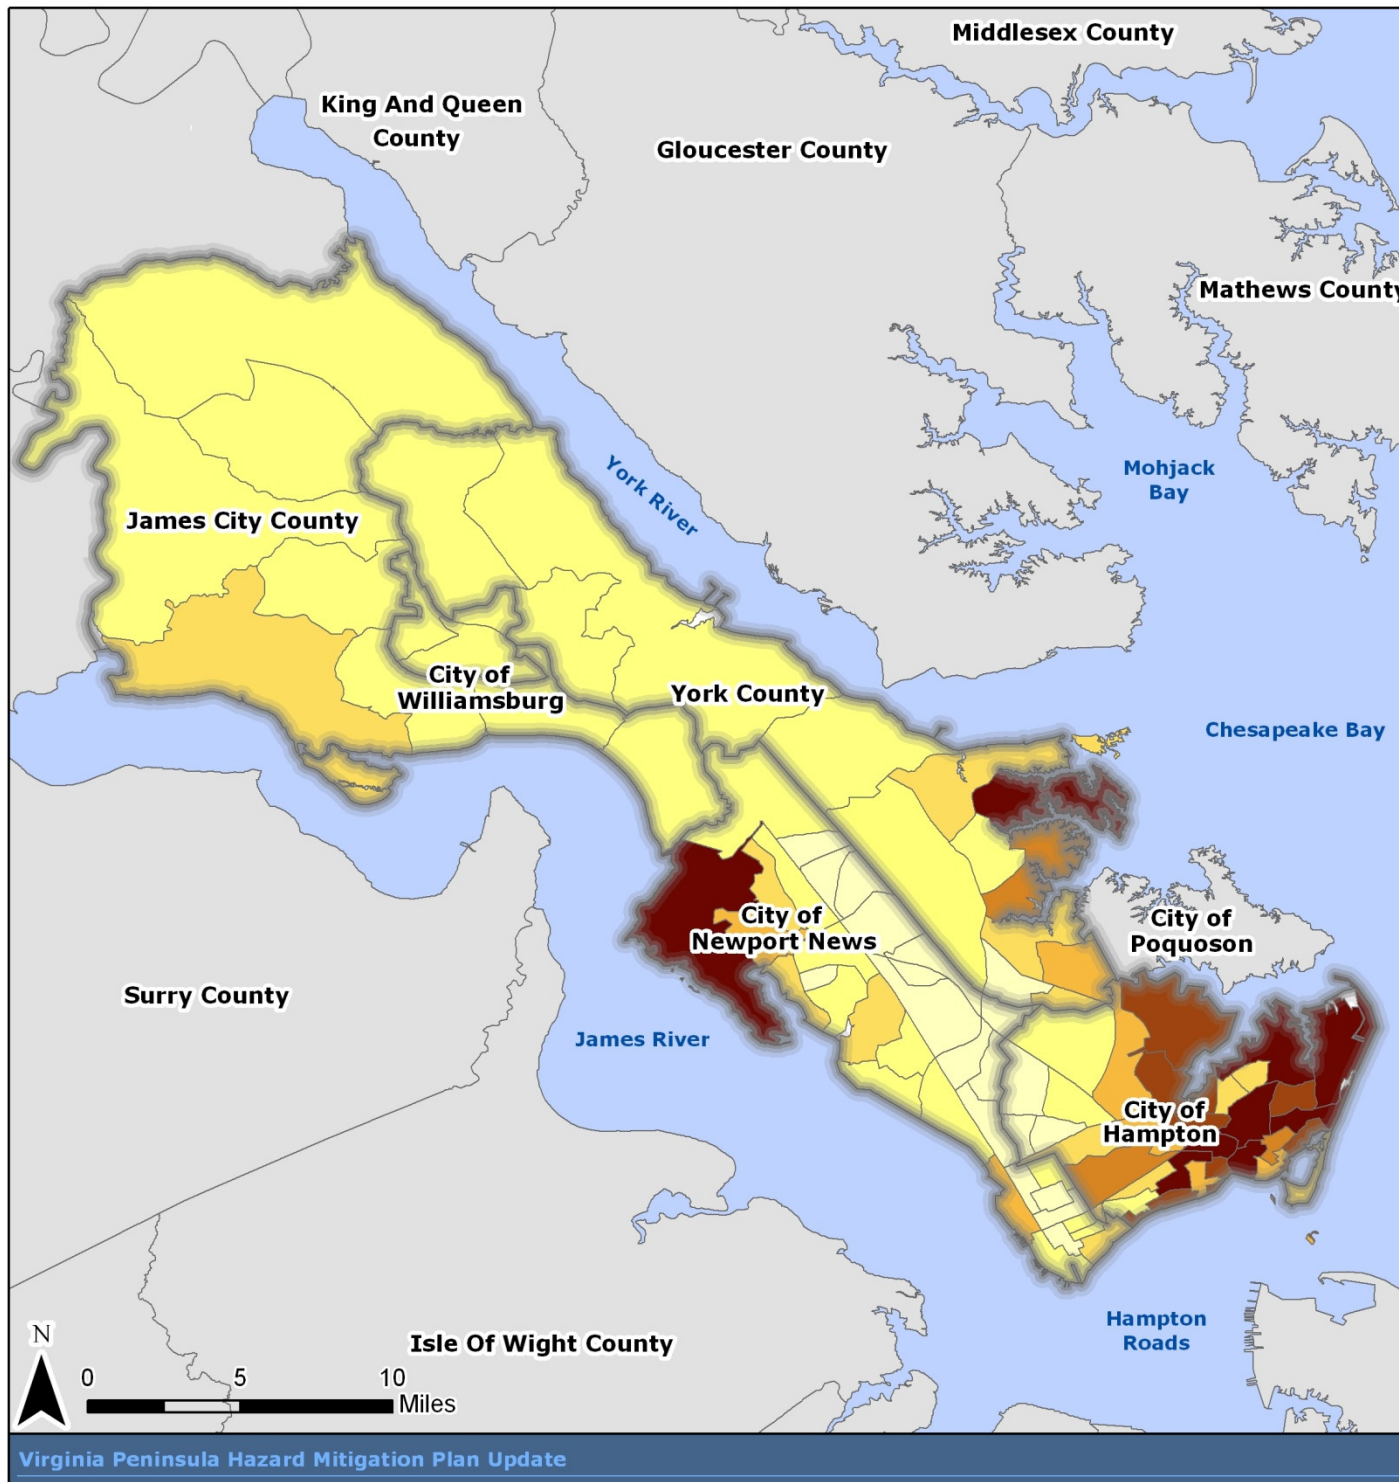 Middlesex County
King And Queen
County
Gloucester County
Mathews County
Mohjack
Bay
York River
James City County
City of
Williamsburg
York County
Chesapeake Bay
City of
Newport News
City of
Poquoson
Surry County
James River
City of
Hampton
Hampton
Roads
Isle Of Wight County
N
0 5 10
Miles
Virginia Peninsula Hazard Mitigation Plan Update